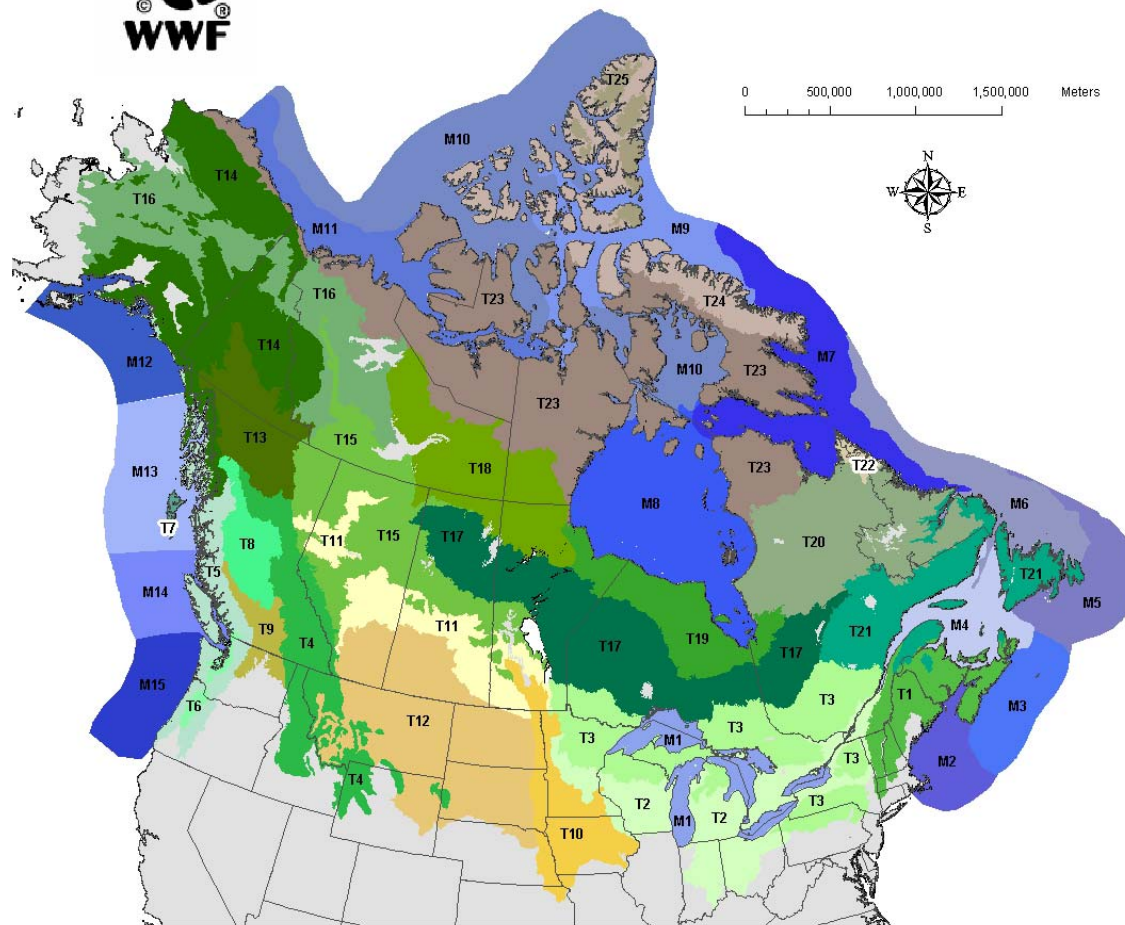 © ®
WWF
0 500,000 1,000,000 1,500,000 Meters
N
W E
S
T25
M10
T14
T16
M11
M9
T16
T23
T24
M12
T14
M10
M7
T23
T23
T13
T15
T23
T22
M13
T18
M8
M6
T7
T8
T11
T15
T17
T20
T21
T5
M5
M14
T9
T4
T11
T17
T19
T17
T21
M4
M15
T6
T12
T3
T3
T3
T1
M3
M1
T3
M2
T4
T2
M1
T2
T3
T10